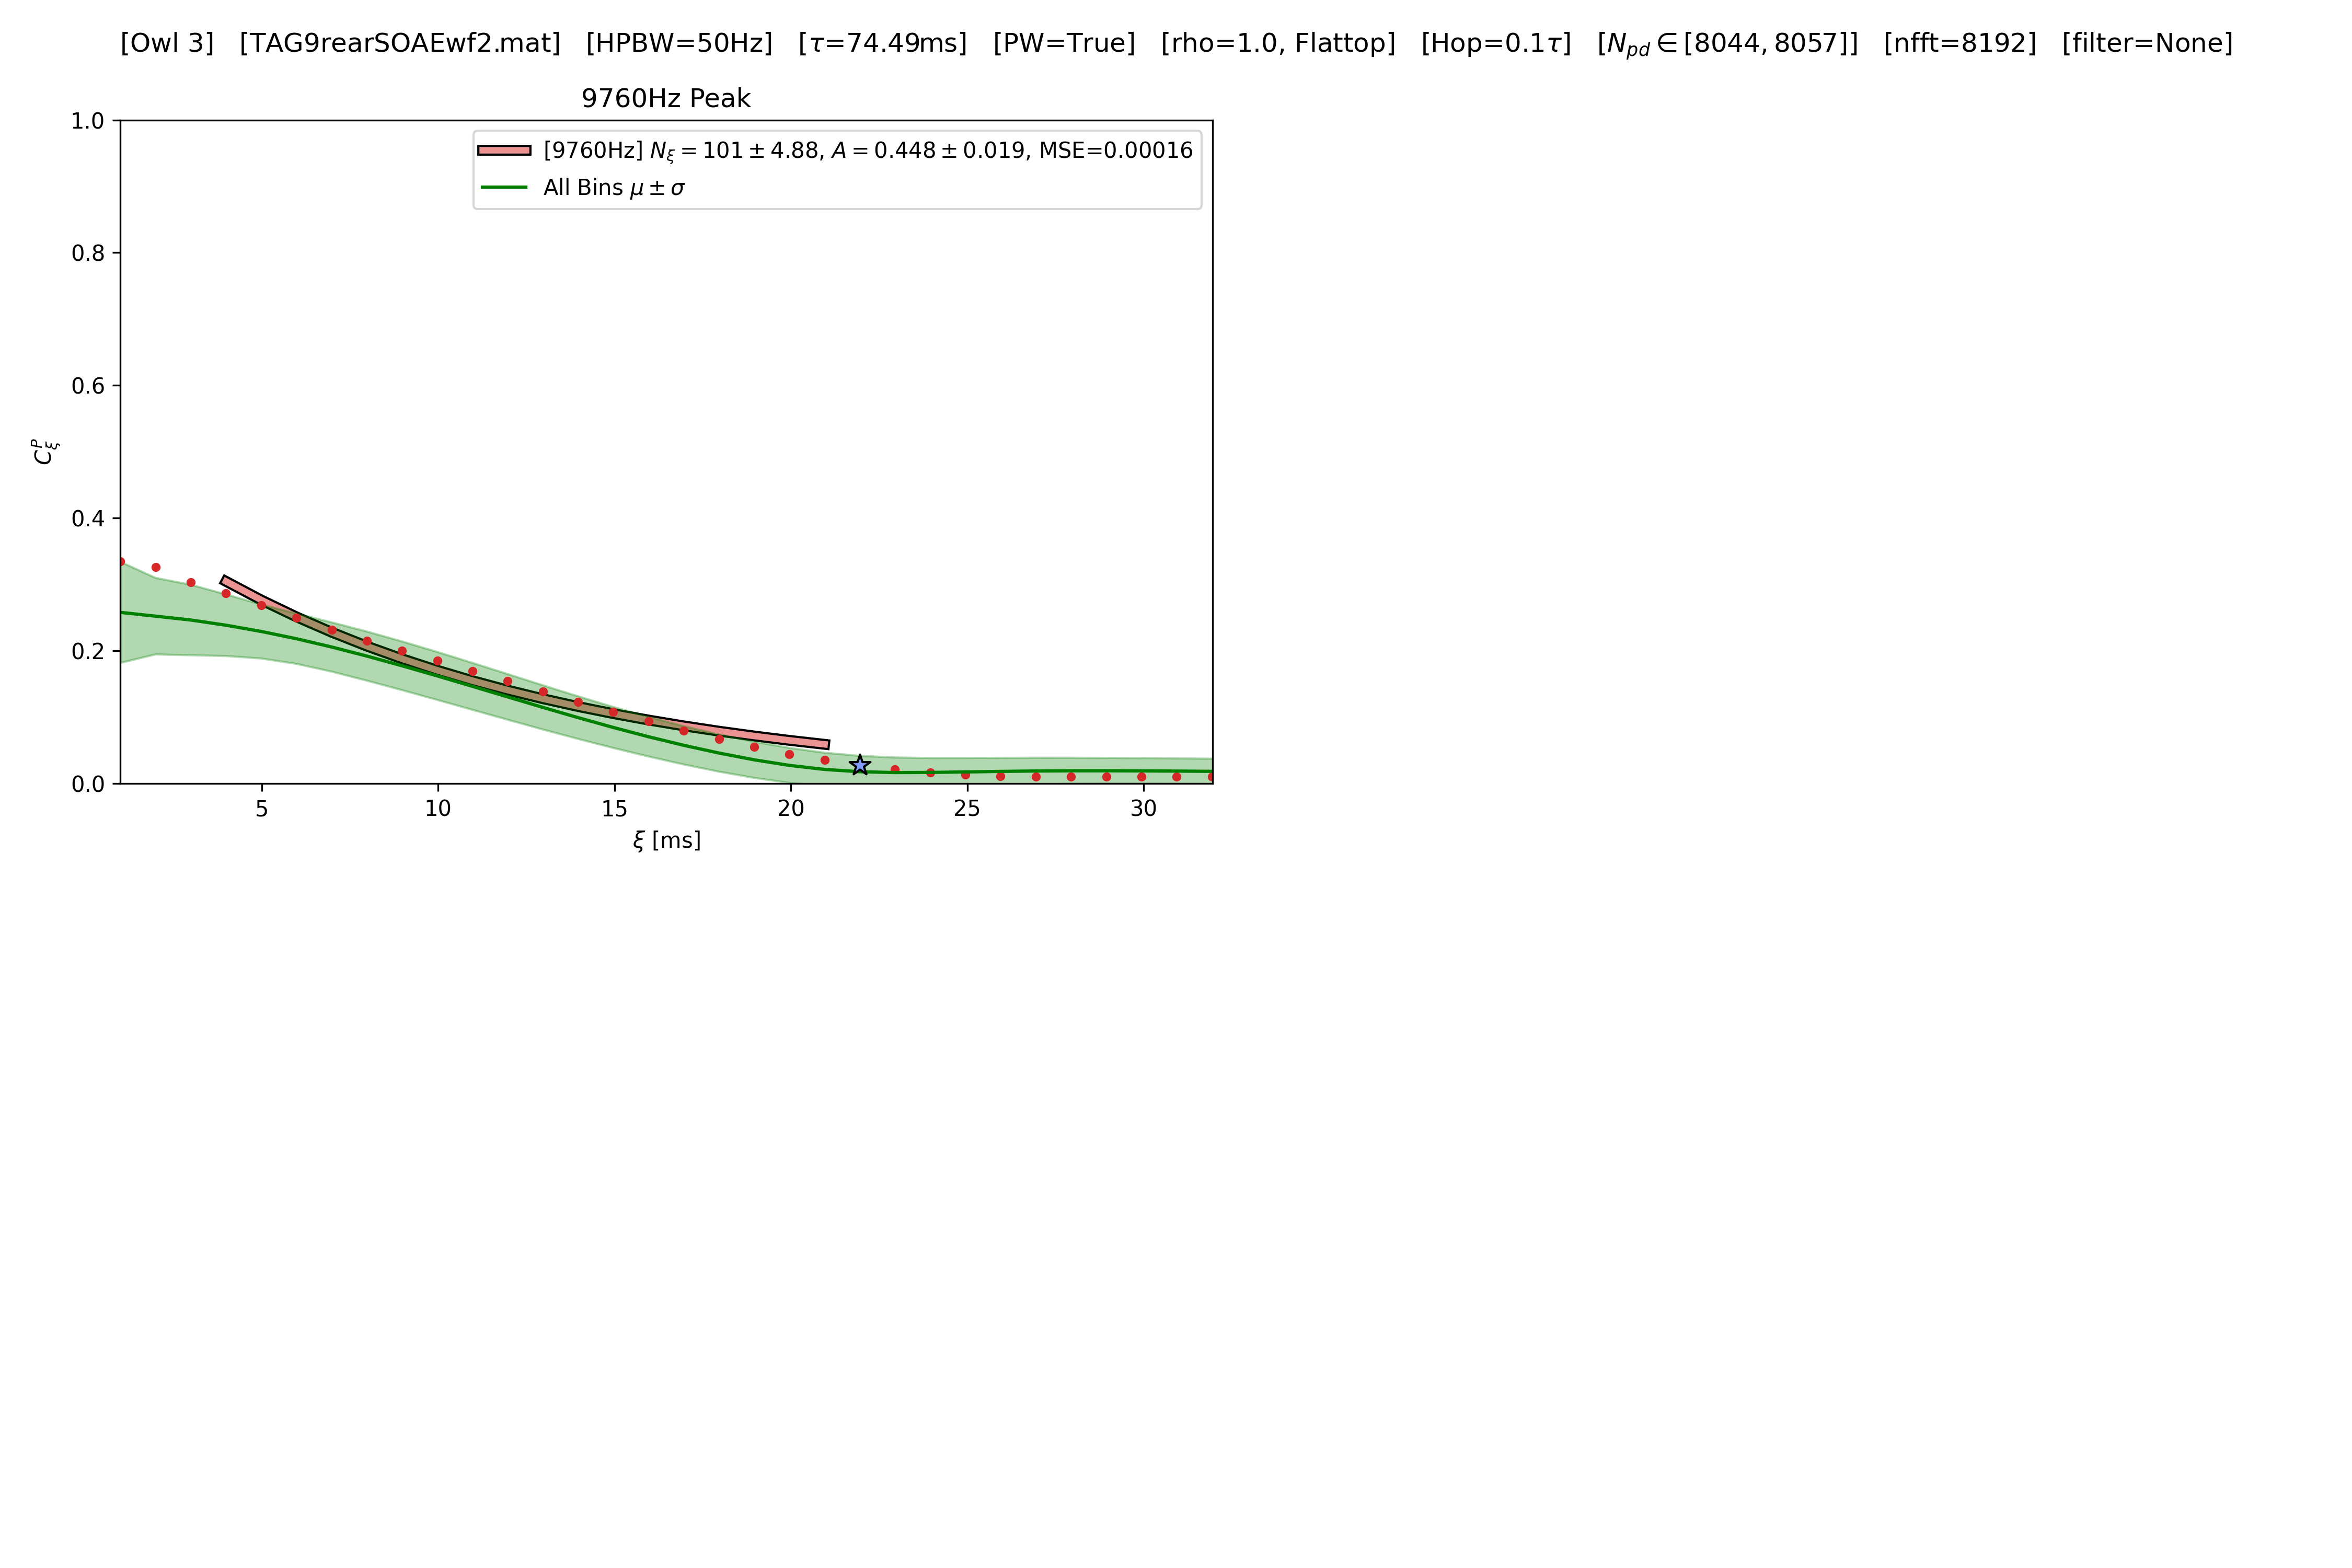 [Owl 3] [TAG9rearSOAEwf2.mat] [HPBW=50Hz] [τ=74.49ms] [PW=True] [rho=1.0, Flattop] [Hop=0.1τ] [N_pd ∈ [8044, 8057]] [nfft=8192] [filter=None]
9760Hz Peak
[9760Hz] N_ξ = 101 ± 4.88, A = 0.448 ± 0.019, MSE=0.00016
All Bins μ ± σ
1.0
0.8
0.6
0.4
0.2
0.0
C_ξ^P
5 10 15 20 25 30
ξ [ms]